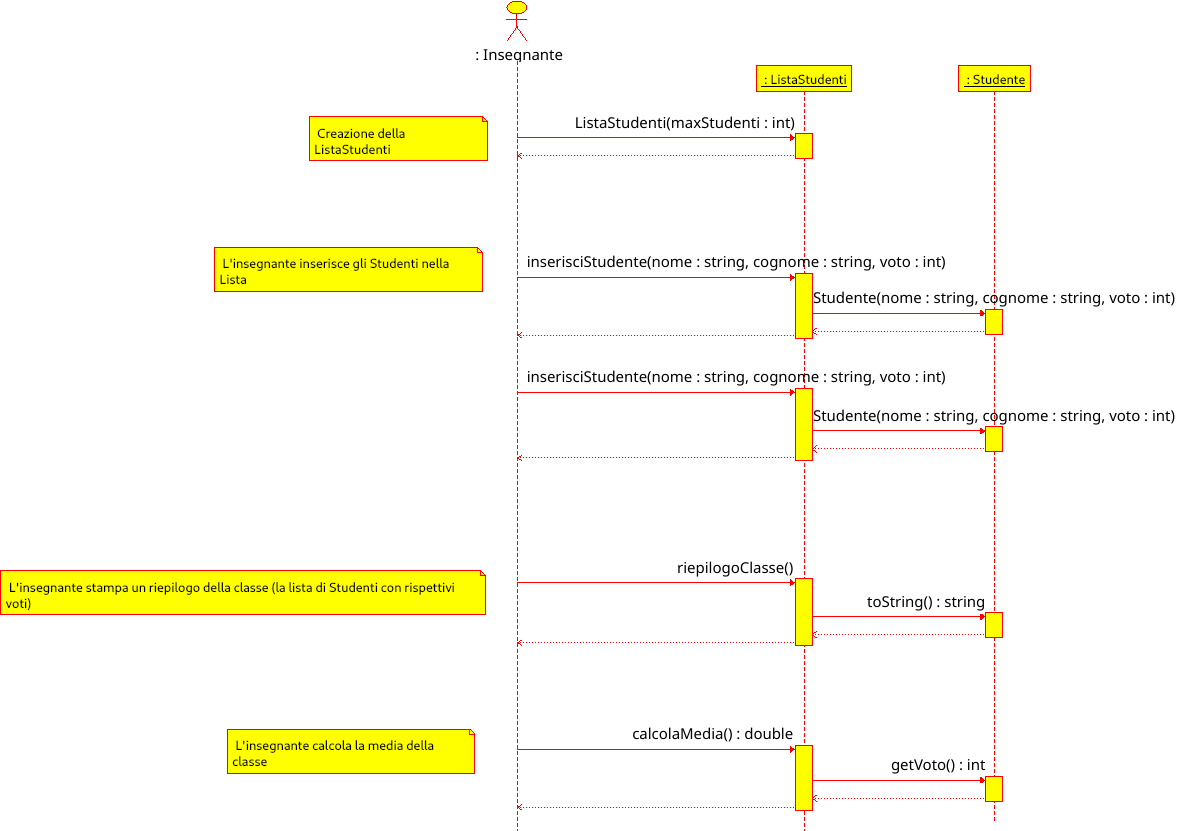 : Insegnante
: ListaStudenti
: Studente
Creazione della
ListaStudenti
ListaStudenti(maxStudenti : int)
L'insegnante inserisce gli Studenti nella
Lista
inserisciStudente(nome : string, cognome : string, voto : int)
Studente(nome : string, cognome : string, voto : int)
inserisciStudente(nome : string, cognome : string, voto : int)
Studente(nome : string, cognome : string, voto : int)
L'insegnante stampa un riepilogo della classe (la lista di Studenti con rispettivi
voti)
riepilogoClasse()
toString() : string
L'insegnante calcola la media della
classe
calcolaMedia() : double
getVoto() : int